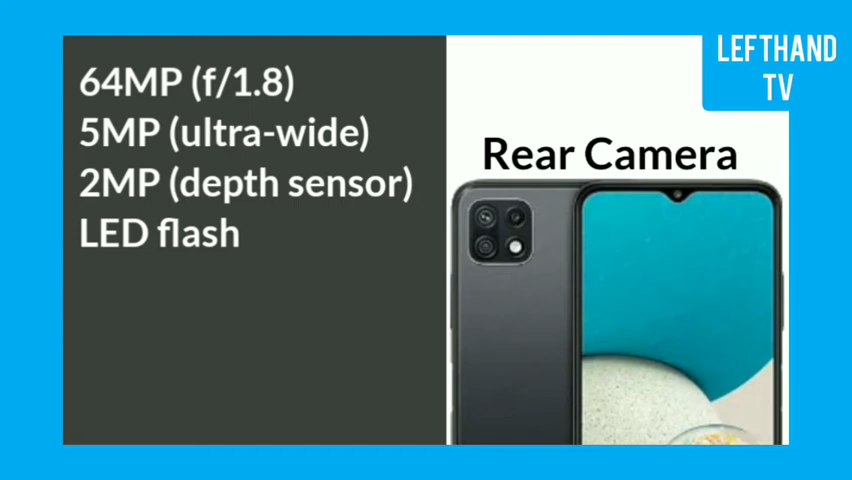 64MP (f/1.8)
5MP (ultra-wide)
2MP (depth sensor)
LED flash
LEFTHAND
TV
Rear Camera